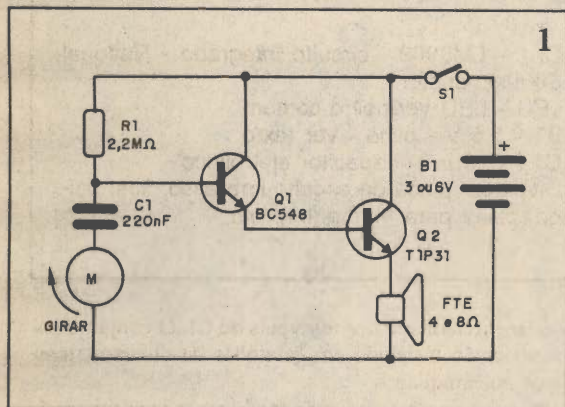 1
S1
R1
2,2MΩ
+
B1
3 ou 6V
C1
220nF
Q1
BC548
Q2
TIP31
M
GIRAR
FTE
4 e 8Ω